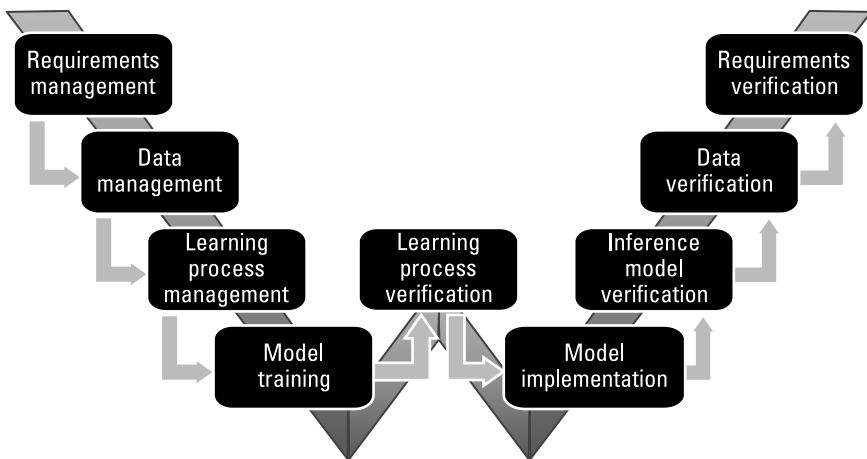 Requirements
management
Data
management
Learning
process
management
Model
training
Learning
process
verification
Model
implementation
Inference
model
verification
Data
verification
Requirements
verification